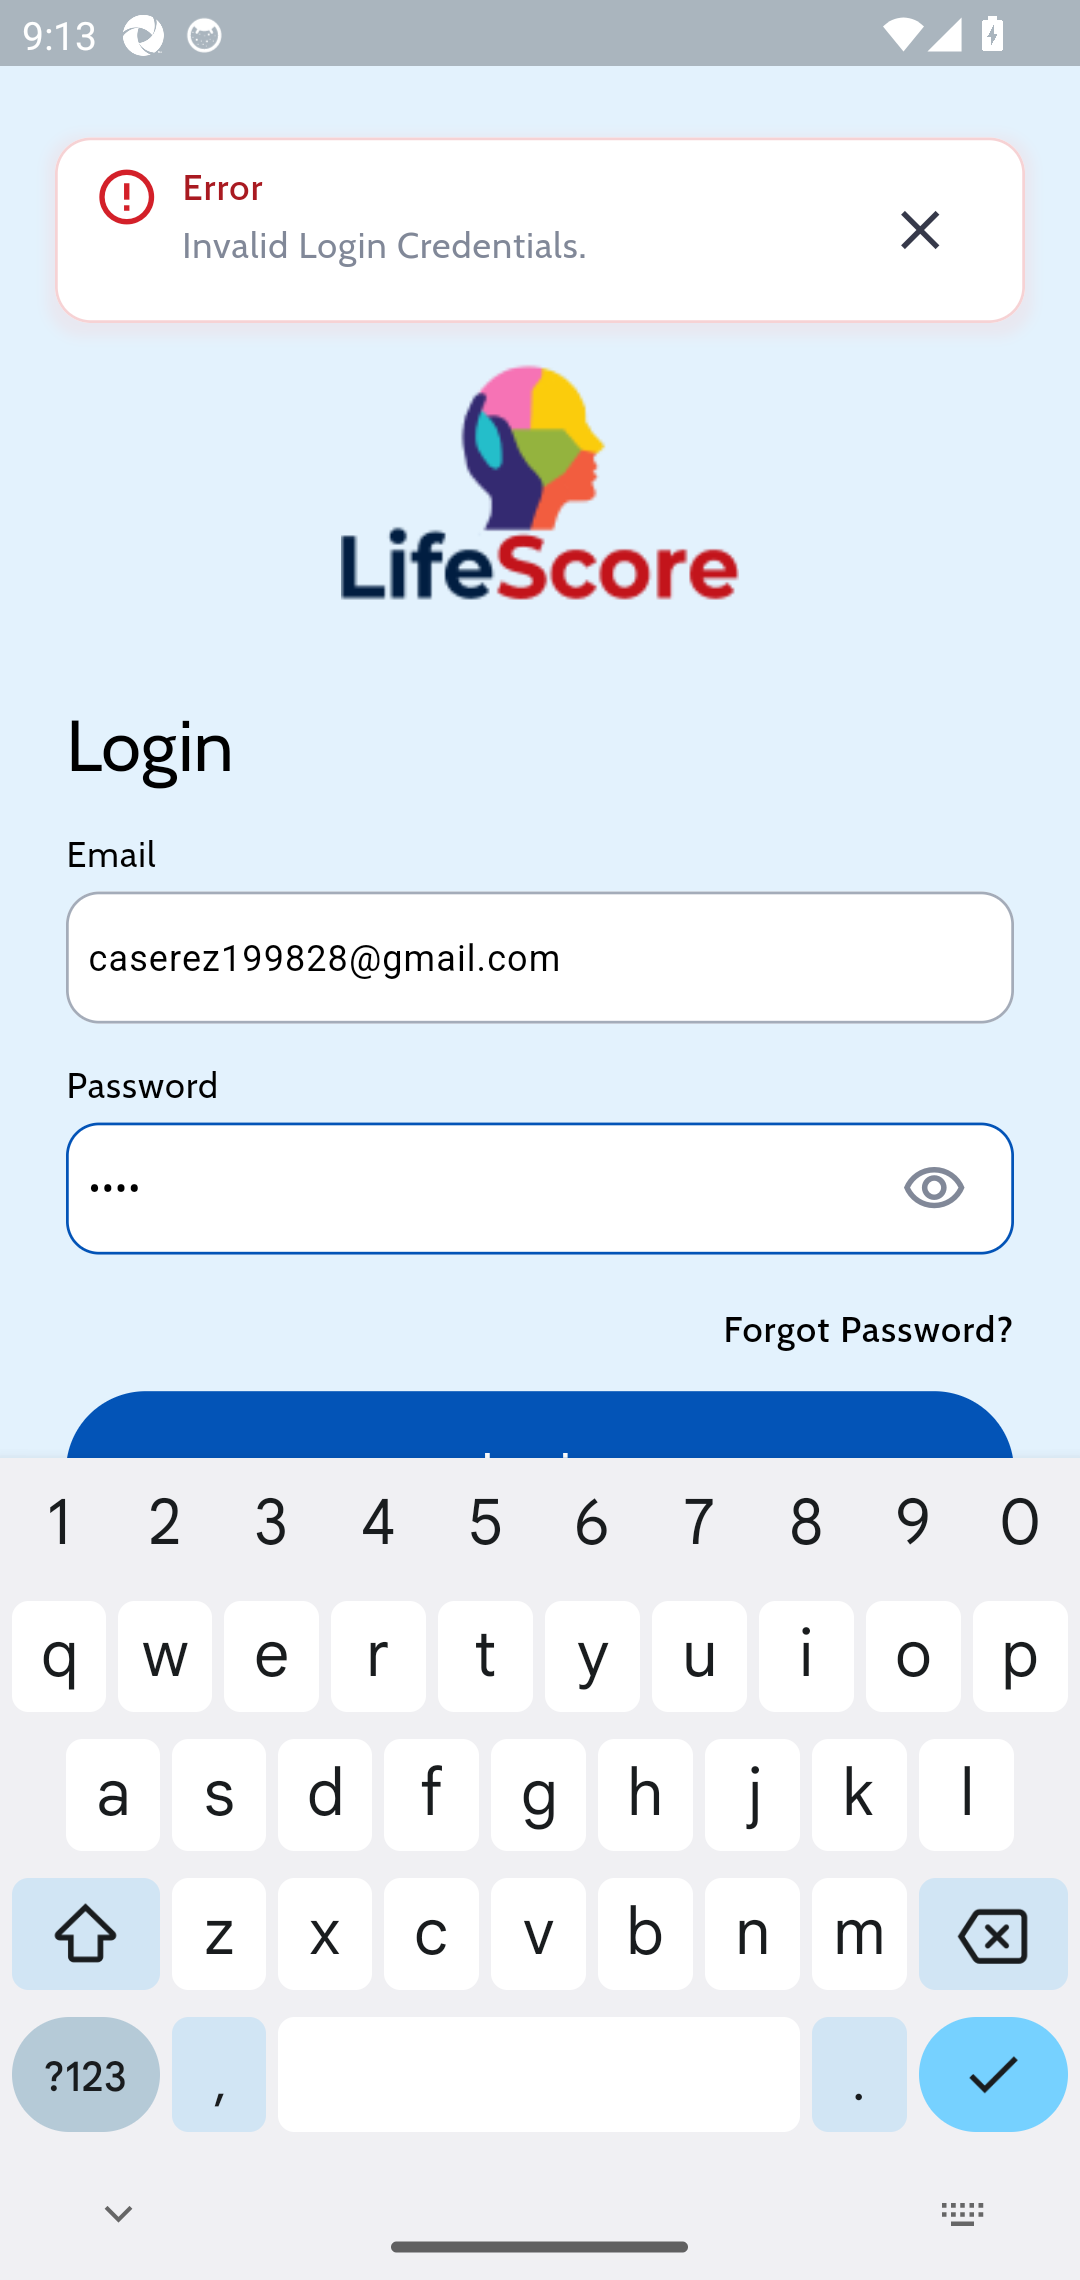 9:13
Error
Invalid Login Credentials.
LifeScore
Login
Email
caserez199828@gmail.com
Password
••••
Forgot Password?
1 2 3 4 5 6 7 8 9 0
q w e r t y u i o p
a s d f g h j k l
z x c v b n m
?123 , .